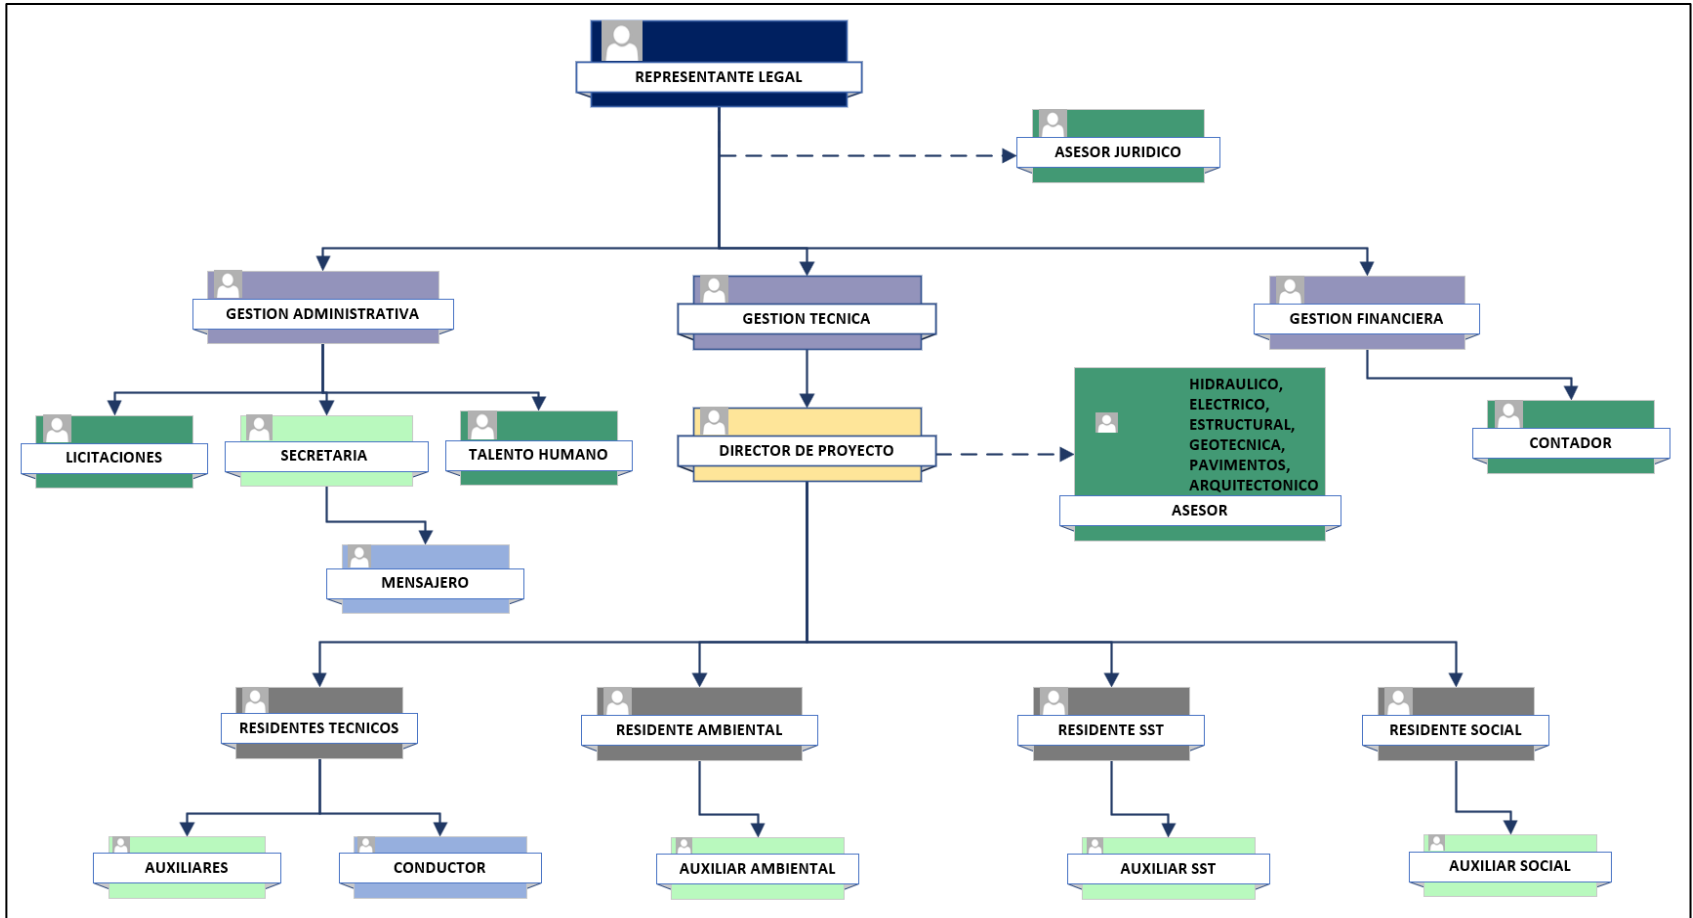 REPRESENTANTE LEGAL
ASESOR JURIDICO
GESTION ADMINISTRATIVA
GESTION TECNICA
GESTION FINANCIERA
HIDRAULICO,
ELECTRICO,
ESTRUCTURAL,
GEOTECNICA,
PAVIMENTOS,
ARQUITECTONICO
ASESOR
LICITACIONES
SECRETARIA
TALENTO HUMANO
DIRECTOR DE PROYECTO
CONTADOR
MENSAJERO
RESIDENTES TECNICOS
RESIDENTE AMBIENTAL
RESIDENTE SST
RESIDENTE SOCIAL
AUXILIARES
CONDUCTOR
AUXILIAR AMBIENTAL
AUXILIAR SST
AUXILIAR SOCIAL